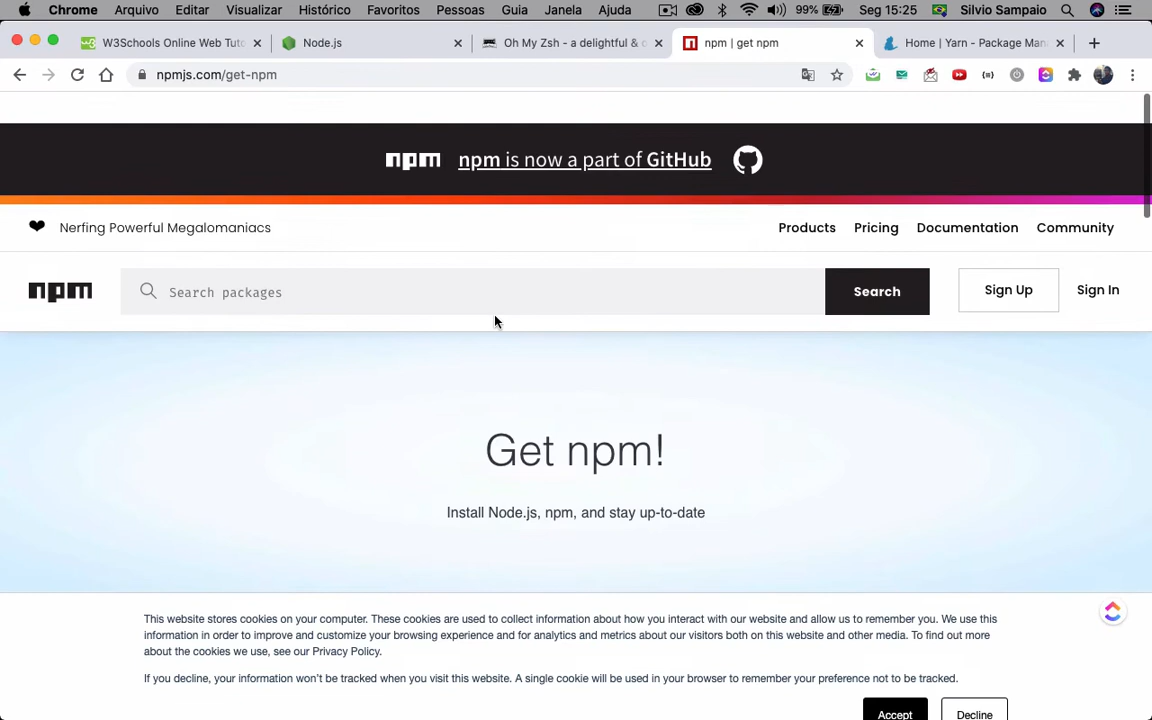 Chrome Arquivo Editar Visualizar Histórico Favoritos Pessoas Guia Janela Ajuda 99% Seg 15:25 Silvio Sampaio
W3Schools Online Web Tuto Node.js Oh My Zsh - a delightful & o npm | get npm Home | Yarn - Package Man
npmjs.com/get-npm
npm npm is now a part of GitHub
Nerfing Powerful Megalomaniacs Products Pricing Documentation Community
npm Search packages Search Sign Up Sign In
Get npm!
Install Node.js, npm, and stay up-to-date
This website stores cookies on your computer. These cookies are used to collect information about how you interact with our website and allow us to remember you. We use this
information in order to improve and customize your browsing experience and for analytics and metrics about our visitors both on this website and other media. To find out more
about the cookies we use, see our Privacy Policy.
If you decline, your information won't be tracked when you visit this website. A single cookie will be used in your browser to remember your preference not to be tracked.
Accept Decline